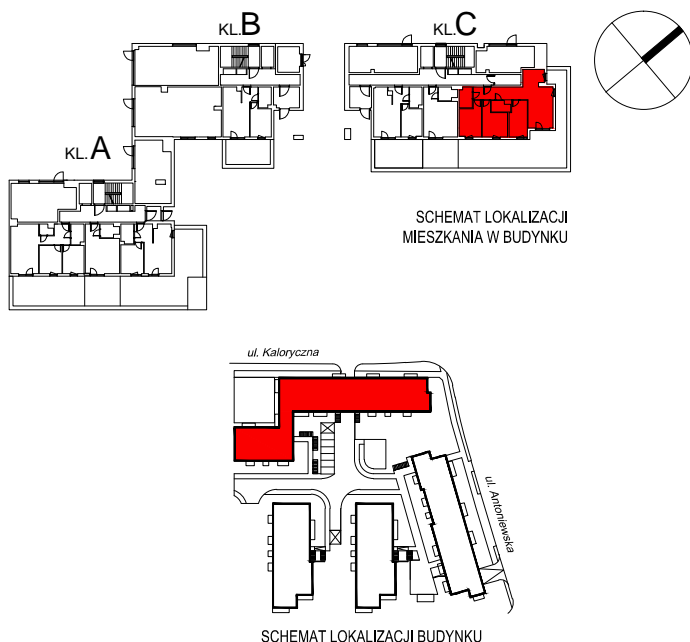 KL.B
KL.C
KL.A
SCHEMAT LOKALIZACJI
MIESZKANIA W BUDYNKU
ul. Kaloryczna
ul. Antoniewska
SCHEMAT LOKALIZACJI BUDYNKU